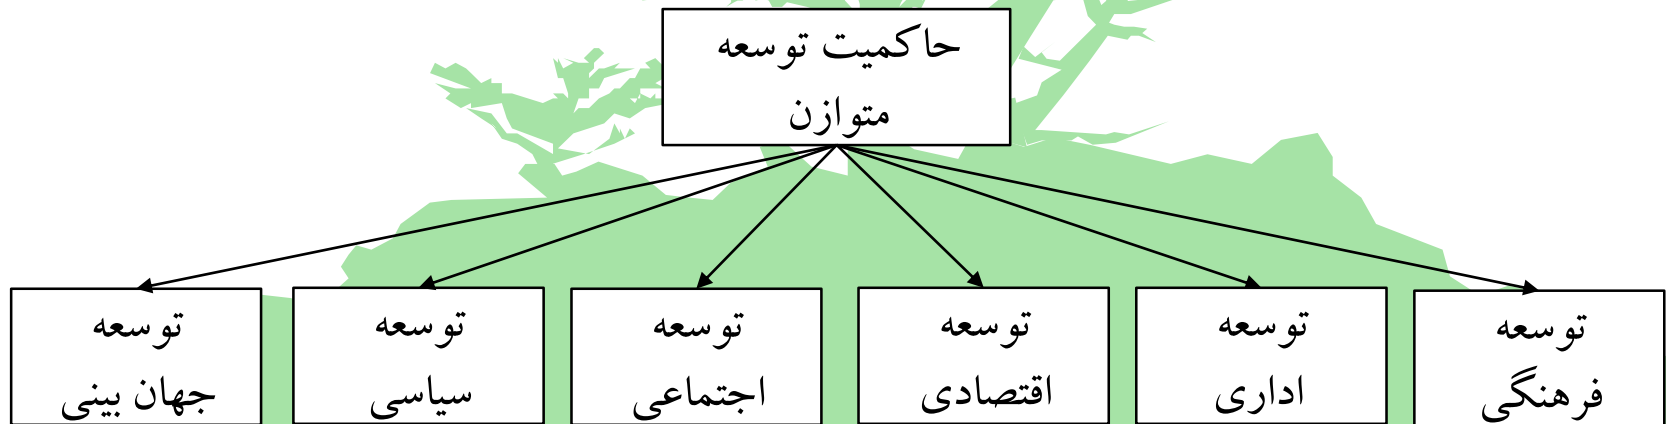 حاکمیت توسعه
متوازن
توسعه
فرهنگی
توسعه
اداری
توسعه
اقتصادی
توسعه
اجتماعی
توسعه
سیاسی
توسعه
جهان بینی